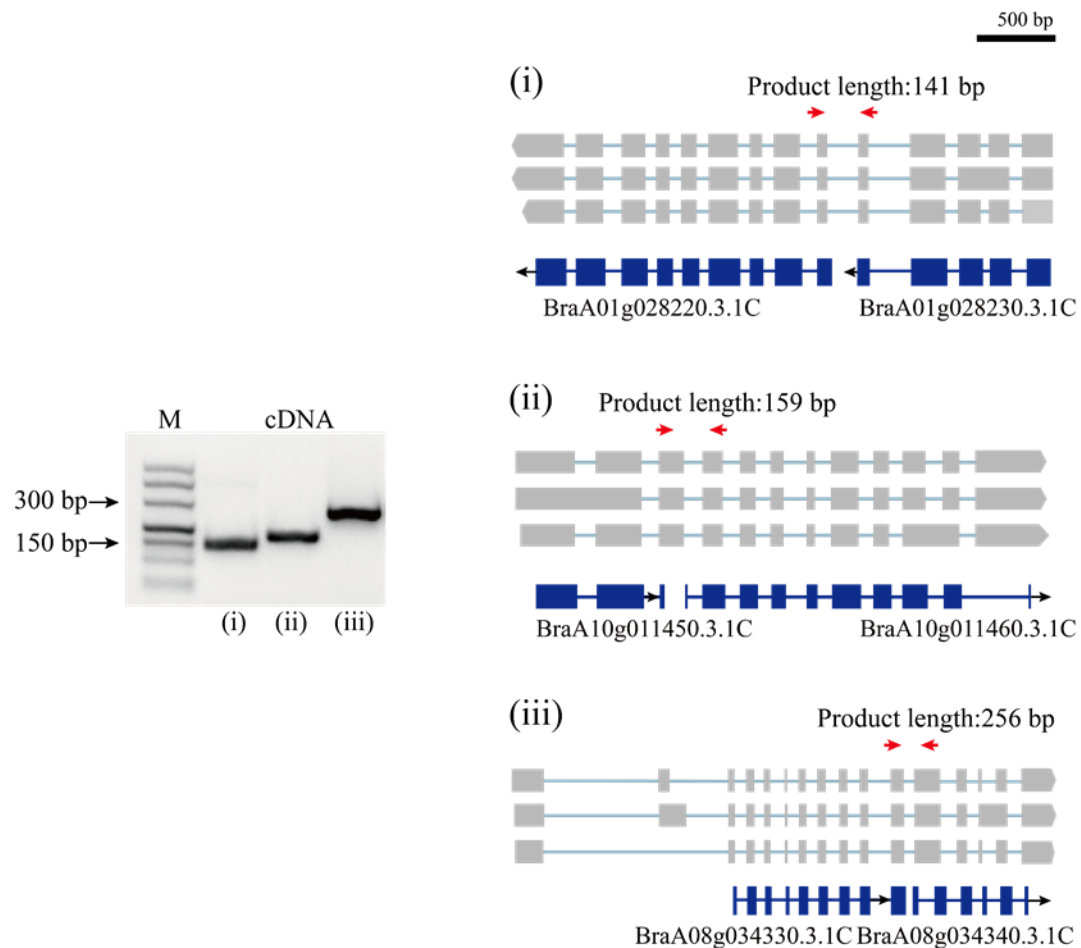 500 bp
(i)
Product length:141 bp
BraA01g028220.3.1C
BraA01g028230.3.1C
(ii)
Product length:159 bp
BraA10g011450.3.1C
BraA10g011460.3.1C
M
cDNA
300 bp
150 bp
(i)
(ii)
(iii)
(iii)
Product length:256 bp
BraA08g034330.3.1C
BraA08g034340.3.1C